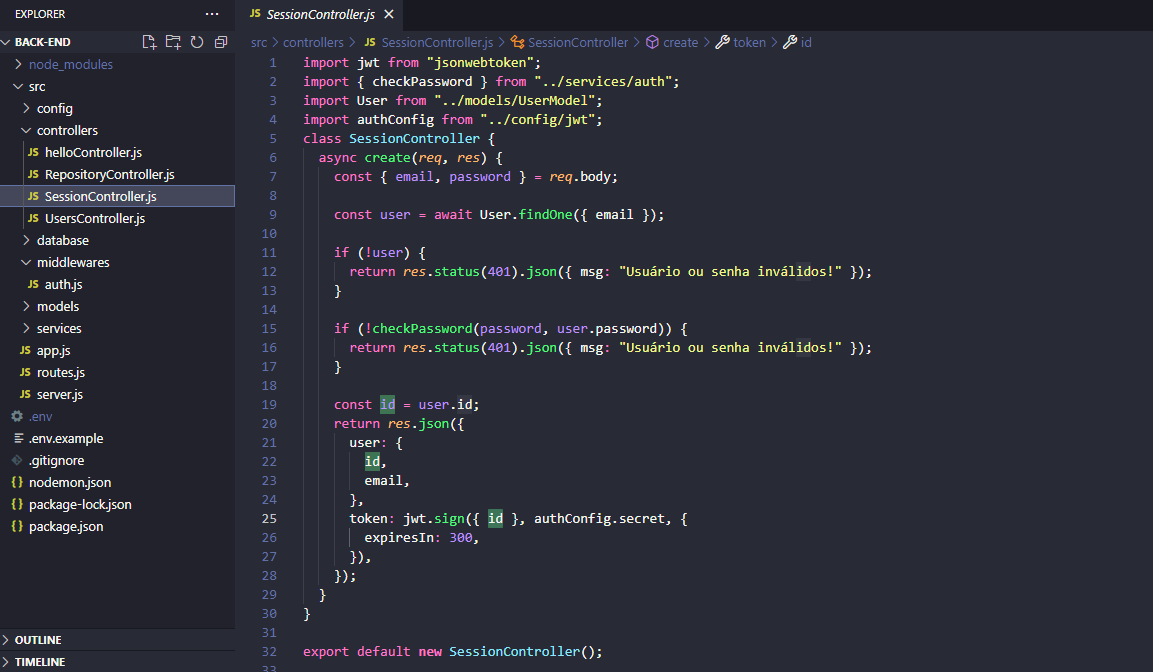 EXPLORER ...
BACK-END
node_modules
src
config
controllers
JS helloController.js
JS RepositoryController.js
JS SessionController.js
JS UsersController.js
database
middlewares
JS auth.js
models
services
JS app.js
JS routes.js
JS server.js
.env
.env.example
.gitignore
{} nodemon.json
{} package-lock.json
{} package.json
OUTLINE
TIMELINE
JS SessionController.js ×
src > controllers > JS SessionController.js > SessionController > create > token > id
1 import jwt from "jsonwebtoken";
2 import { checkPassword } from "../services/auth";
3 import User from "../models/UserModel";
4 import authConfig from "../config/jwt";
5 class SessionController {
6 async create(req, res) {
7 const { email, password } = req.body;
8
9 const user = await User.findOne({ email });
10
11 if (!user) {
12 return res.status(401).json({ msg: "Usuário ou senha inválidos!" });
13 }
14
15 if (!checkPassword(password, user.password)) {
16 return res.status(401).json({ msg: "Usuário ou senha inválidos!" });
17 }
18
19 const id = user.id;
20 return res.json({
21 user: {
22 id,
23 email,
24 },
25 token: jwt.sign({ id }, authConfig.secret, {
26 expiresIn: 300,
27 }),
28 });
29 }
30 }
31
32 export default new SessionController();
33